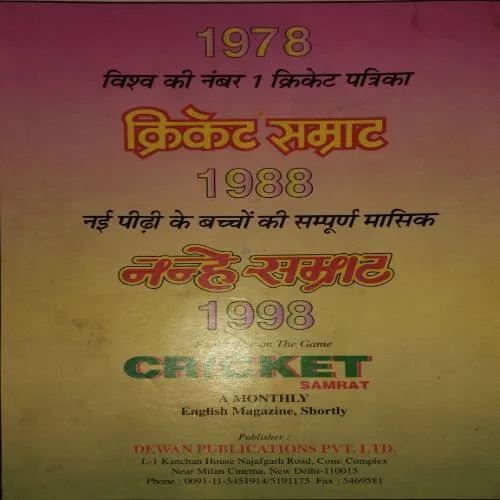 1978
विश्व की नंबर 1 क्रिकेट पत्रिका
क्रिकेट सम्राट
1988
नई पीढ़ी के बच्चों की सम्पूर्ण मासिक
नन्हे सम्राट
1998
on The Game
CRICKET
SAMRAT
A MONTHLY
English Magazine, Shortly
Publisher :
DEWAN PUBLICATIONS PVT. LTD.
L-1 Kanchan House Najafgarh Road, Com. Complex
Near Milan Cinema, New Delhi-110015
Phone : 0091-11-5451914/5191175 Fax : 5469581